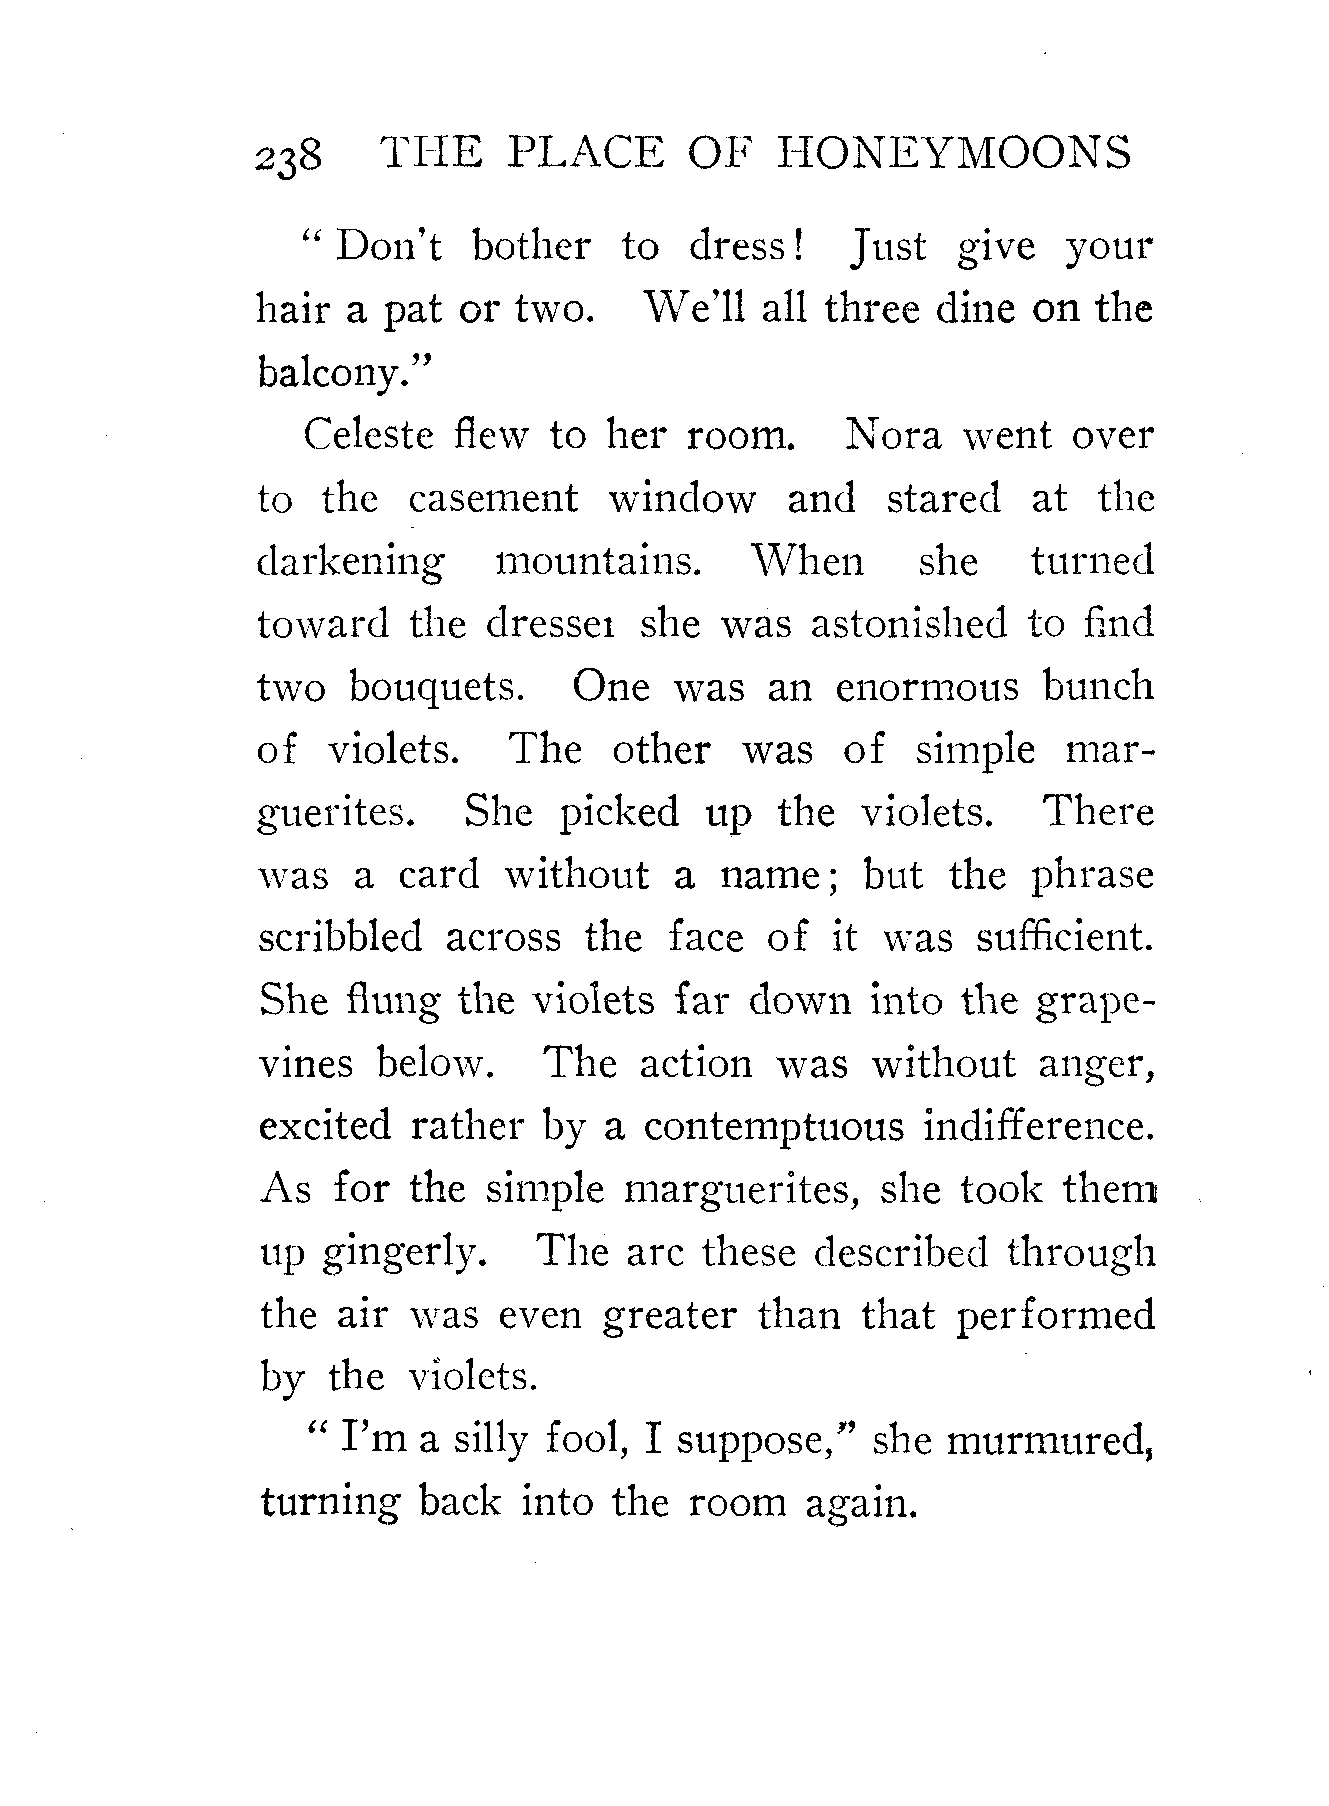 238 THE PLACE OF HONEYMOONS
“ Don’t bother to dress! Just give your
hair a pat or two. We’ll all three dine on the
balcony.”
Celeste flew to her room. Nora went over
to the casement window and stared at the
darkening mountains. When she turned
toward the dresser she was astonished to find
two bouquets. One was an enormous bunch
of violets. The other was of simple mar-
guerites. She picked up the violets. There
was a card without a name; but the phrase
scribbled across the face of it was sufficient.
She flung the violets far down into the grape-
vines below. The action was without anger,
excited rather by a contemptuous indifference.
As for the simple marguerites, she took them
up gingerly. The arc these described through
the air was even greater than that performed
by the violets.
“ I’m a silly fool, I suppose,” she murmured,
turning back into the room again.